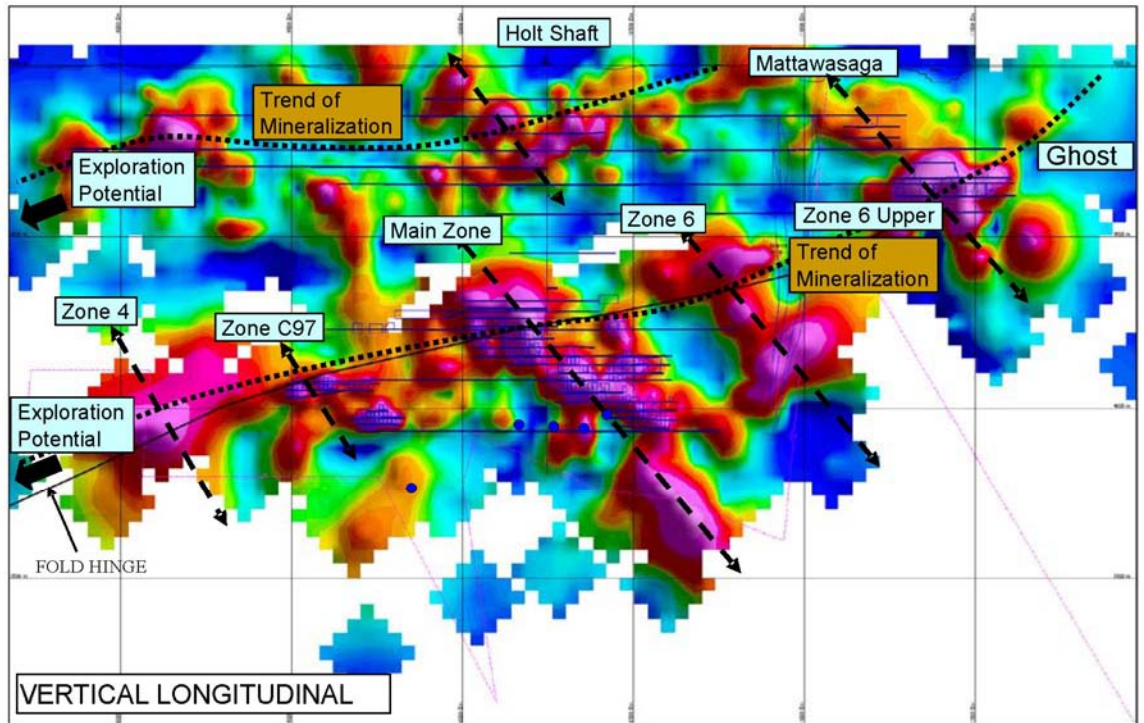 Holt Shaft
Mattawasaga
Trend of
Mineralization
Ghost
Exploration
Potential
Main Zone
Zone 6
Zone 6 Upper
Trend of
Mineralization
Zone 4
Zone C97
Exploration
Potential
FOLD HINGE
VERTICAL LONGITUDINAL